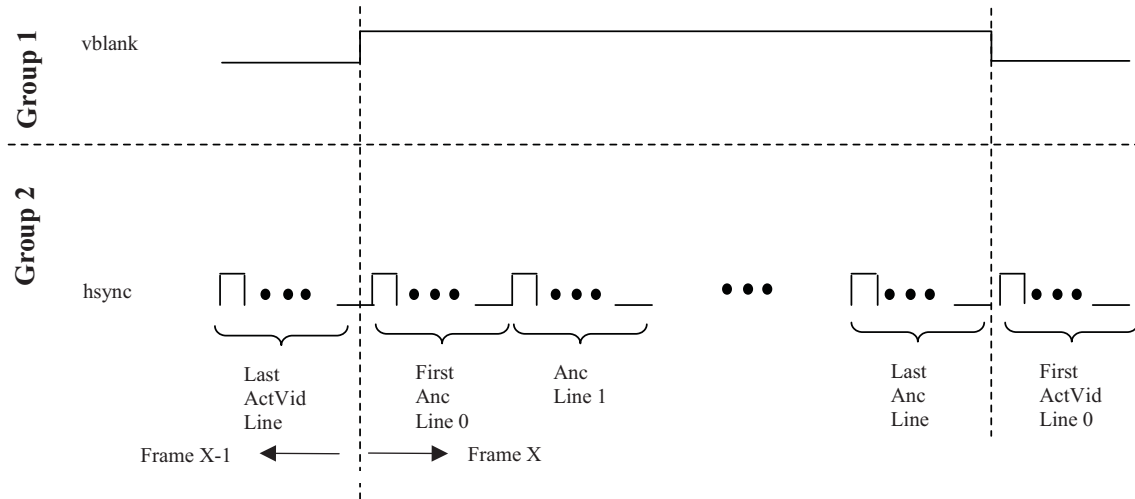 Group 1
vblank
Group 2
hsync
Last
ActVid
Line
First
Anc
Line 0
Anc
Line 1
Last
Anc
Line
First
ActVid
Line 0
Frame X-1
Frame X